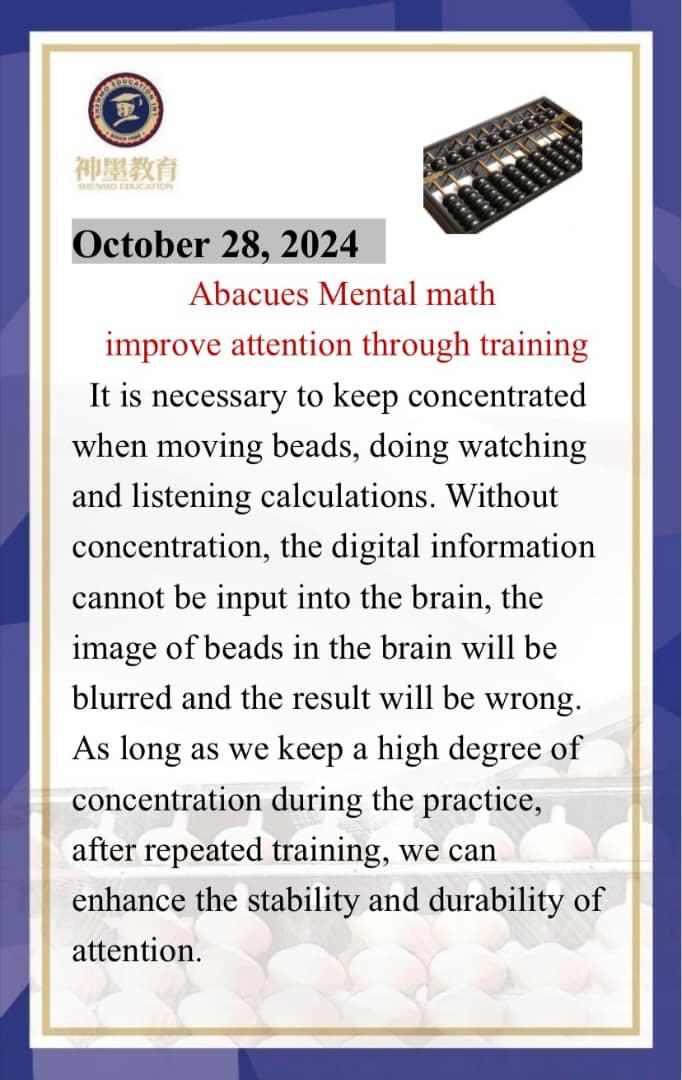 SHENMO EDUCATION
神墨教育
SHENMO EDUCATION
October 28, 2024
Abacues Mental math
improve attention through training
It is necessary to keep concentrated
when moving beads, doing watching
and listening calculations. Without
concentration, the digital information
cannot be input into the brain, the
image of beads in the brain will be
blurred and the result will be wrong.
As long as we keep a high degree of
concentration during the practice,
after repeated training, we can
enhance the stability and durability of
attention.